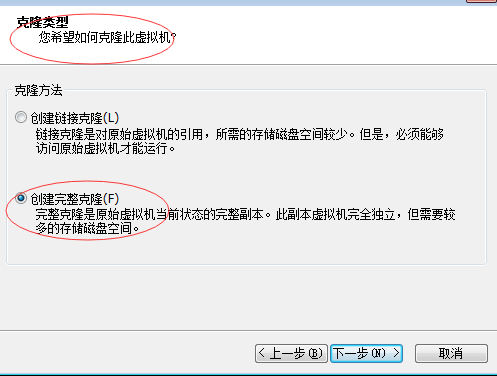 克隆类型
您希望如何克隆此虚拟机?
克隆方法
创建链接克隆(L)
链接克隆是对原始虚拟机的引用，所需的存储磁盘空间较少。但是，必须能够
访问原始虚拟机才能运行。
创建完整克隆(F)
完整克隆是原始虚拟机当前状态的完整副本。此副本虚拟机完全独立，但需要较
多的存储磁盘空间。
< 上一步(B) 下一步(N) > 取消